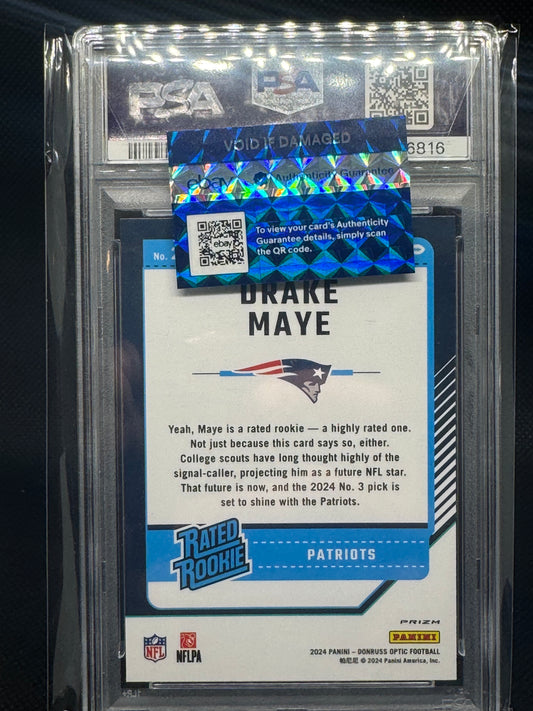 PSA
PSA
VOID IF DAMAGED
6816
ebay Authenticity Guarantee
ebay
To view your card's Authenticity
Guarantee details, simply scan
the QR code.
No.
DRAKE
MAYE
Yeah, Maye is a rated rookie — a highly rated one.
Not just because this card says so, either.
College scouts have long thought highly of the
signal-caller, projecting him as a future NFL star.
That future is now, and the 2024 No. 3 pick is
set to shine with the Patriots.
RATED
ROOKIE
PATRIOTS
PRIZM
PANINI
NFL
NFLPA
2024 PANINI – DONRUSS OPTIC FOOTBALL
帕尼尼 © 2024 Panini America, Inc.